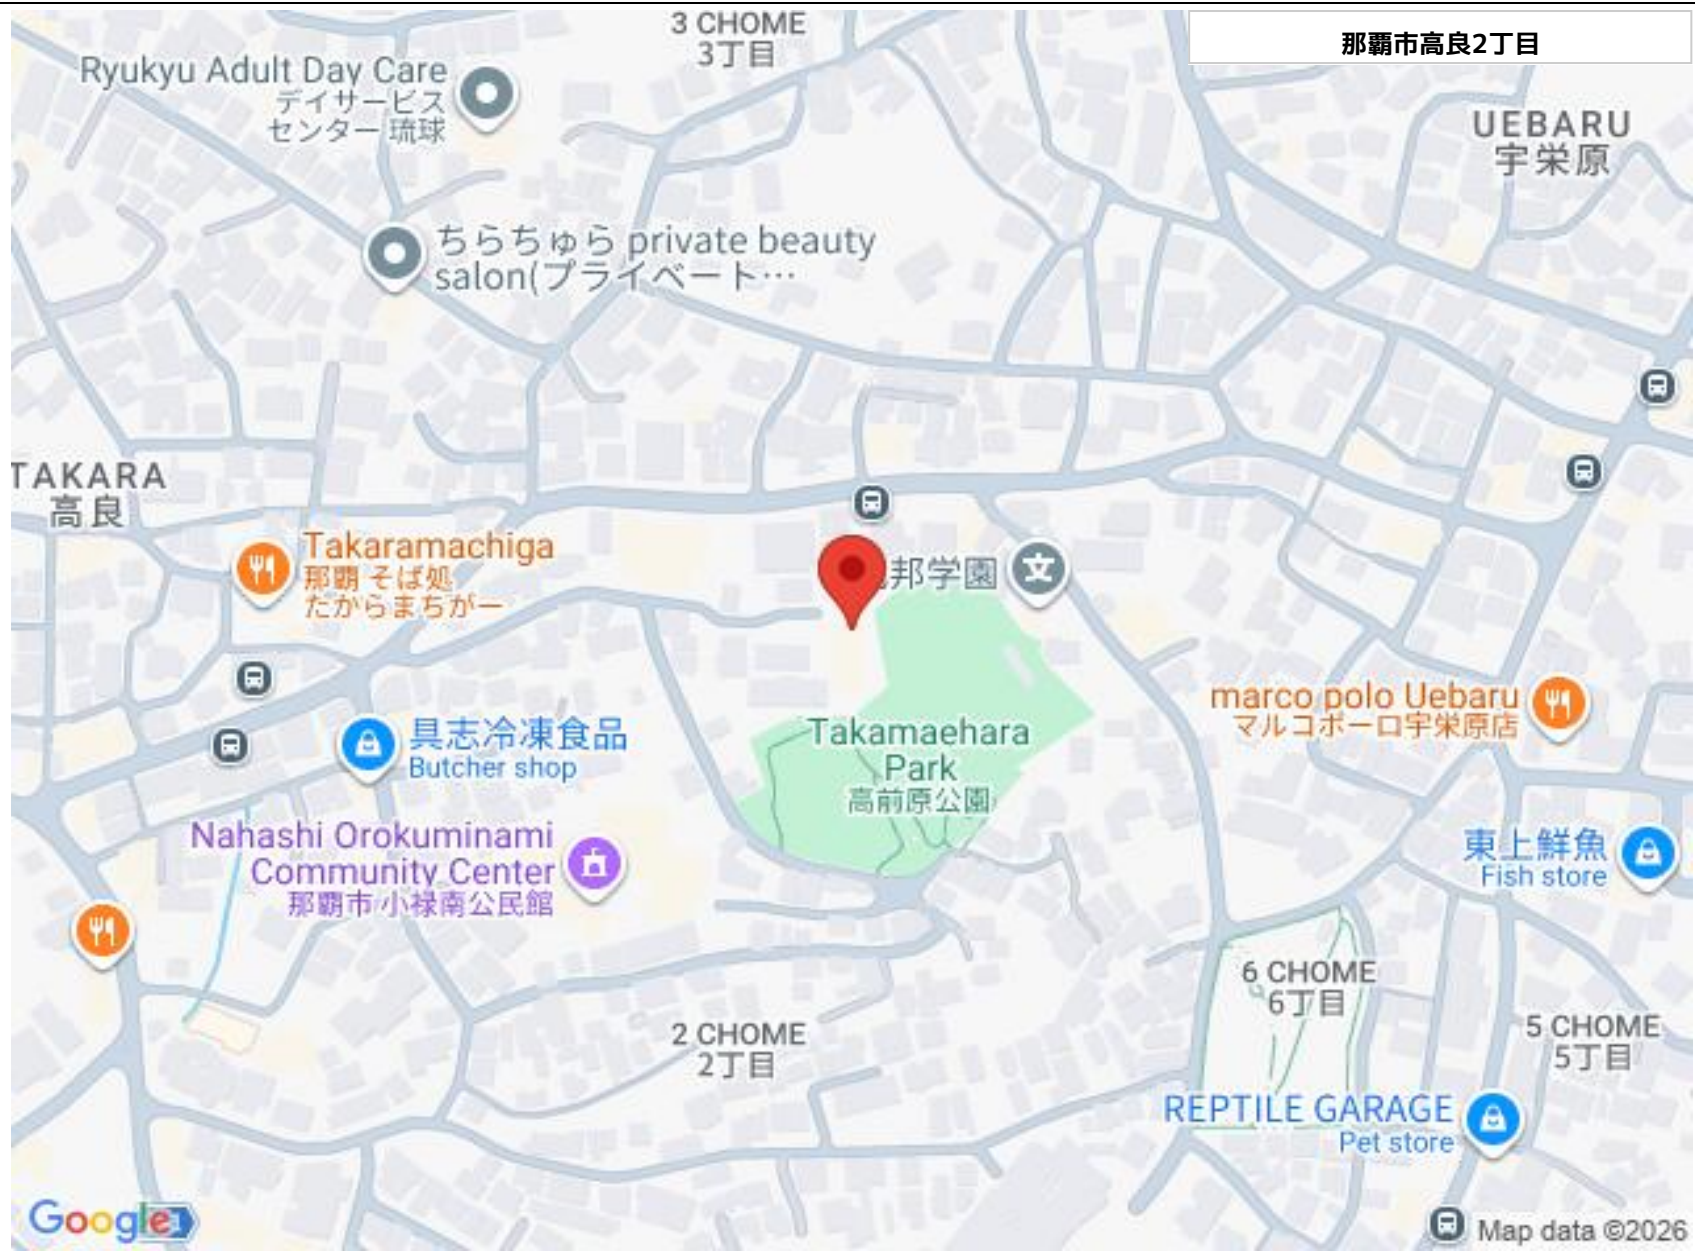 那覇市高良2丁目
3 CHOME
3丁目
Ryukyu Adult Day Care
デイサービス
センター 琉球
UEBARU
宇栄原
ちらちゅら private beauty
salon(プライベート…
TAKARA
高良
Takaramachiga
那覇 そば処
たからまちがー
邦学園
文
marco polo Uebaru
マルコポーロ宇栄原店
Takamaehara
Park
高前原公園
具志冷凍食品
Butcher shop
Nahashi Orokuminami
Community Center
那覇市 小禄南公民館
東上鮮魚
Fish store
6 CHOME
6丁目
2 CHOME
2丁目
5 CHOME
5丁目
REPTILE GARAGE
Pet store
Google
Map data ©2026